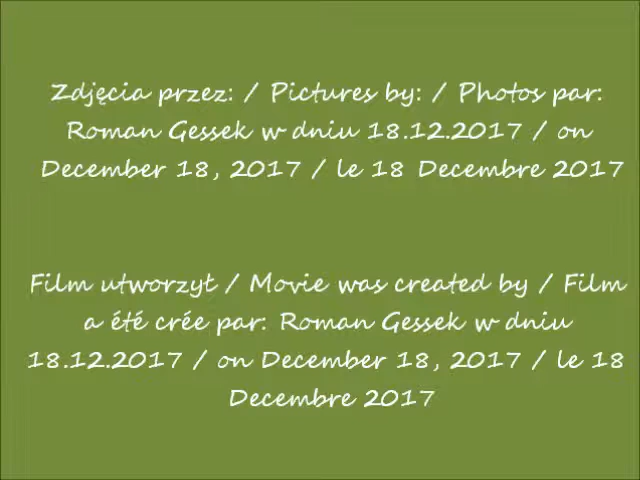 Zdjęcia przez: / Pictures by: / Photos par:
Roman Gessek w dniu 18.12.2017 / on
December 18, 2017 / le 18 Decembre 2017
Film utworzył / Movie was created by / Film
a été crée par: Roman Gessek w dniu
18.12.2017 / on December 18, 2017 / le 18
Decembre 2017